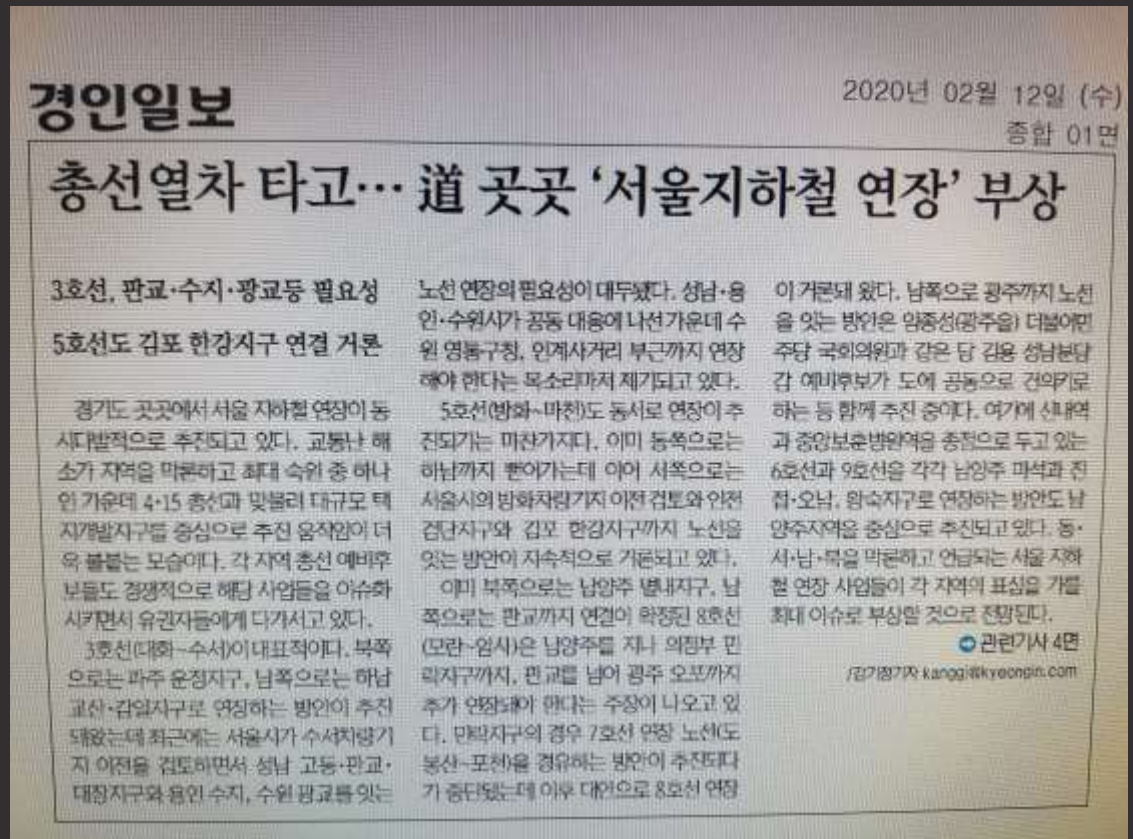 경인일보
2020년 02월 12일 (수)
종합 01면
총선열차 타고… 道 곳곳 ‘서울지하철 연장’ 부상
3호선, 판교·수지·광교등 필요성
5호선도 김포 한강지구 연결 거론
경기도 곳곳에서 서울 지하철 연장이 동
시다발적으로 추진되고 있다. 교통난 해
소가 지역을 막론하고 최대 숙원 중 하나
인 가운데 4·15 총선과 맞물려 대규모 택
지개발지구를 중심으로 추진 움직임이 더
욱 불붙는 모습이다. 각 지역 총선 예비후
보들도 경쟁적으로 해당 사업들을 이슈화
시키면서 유권자들에게 다가서고 있다.
3호선(대화~수서)이 대표적이다. 북쪽
으로는 파주 운정지구, 남쪽으로는 하남
교산·감일지구로 연장하는 방안이 추진
돼왔는데 최근에는 서울시가 수서차량기
지 이전을 검토하면서 성남 고등·판교·
대장지구와 용인 수지, 수원 광교를 잇는
노선 연장의 필요성이 대두됐다. 성남·용
인·수원시가 공동 대응에 나선 가운데 수
원 영통구청, 인계사거리 부근까지 연장
해야 한다는 목소리마저 제기되고 있다.
5호선(방화~마천)도 동서로 연장이 추
진되기는 마찬가지다. 이미 동쪽으로는
하남까지 뻗어가는데 이어 서쪽으로는
서울시의 방화차량기지 이전 검토와 인천
검단지구와 김포 한강지구까지 노선을
잇는 방안이 지속적으로 거론되고 있다.
이미 북쪽으로는 남양주 별내지구, 남
쪽으로는 판교까지 연결이 확정된 8호선
(모란~암사)은 남양주를 지나 의정부 민
락지구까지, 판교를 넘어 광주 오포까지
추가 연장돼야 한다는 주장이 나오고 있
다. 민락지구의 경우 7호선 연장 노선(도
봉산~포천)을 경유하는 방안이 추진되다
가 중단됐는데 이후 대안으로 8호선 연장
이 거론돼 왔다. 남쪽으로 광주까지 노선
을 잇는 방안은 임종성(광주을) 더불어민
주당 국회의원과 같은 당 김용 성남분당
갑 예비후보가 도에 공동으로 건의키로
하는 등 함께 추진 중이다. 여기에 신내역
과 중앙보훈병원역을 종점으로 두고 있는
6호선과 9호선을 각각 남양주 마석과 진
접·오남, 왕숙지구로 연장하는 방안도 남
양주지역을 중심으로 추진되고 있다. 동·
서·남·북을 막론하고 언급되는 서울 지하
철 연장 사업들이 각 지역의 표심을 가를
최대 이슈로 부상할 것으로 전망된다.
관련기사 4면
/강기정기자 kanggj@kyeongin.com